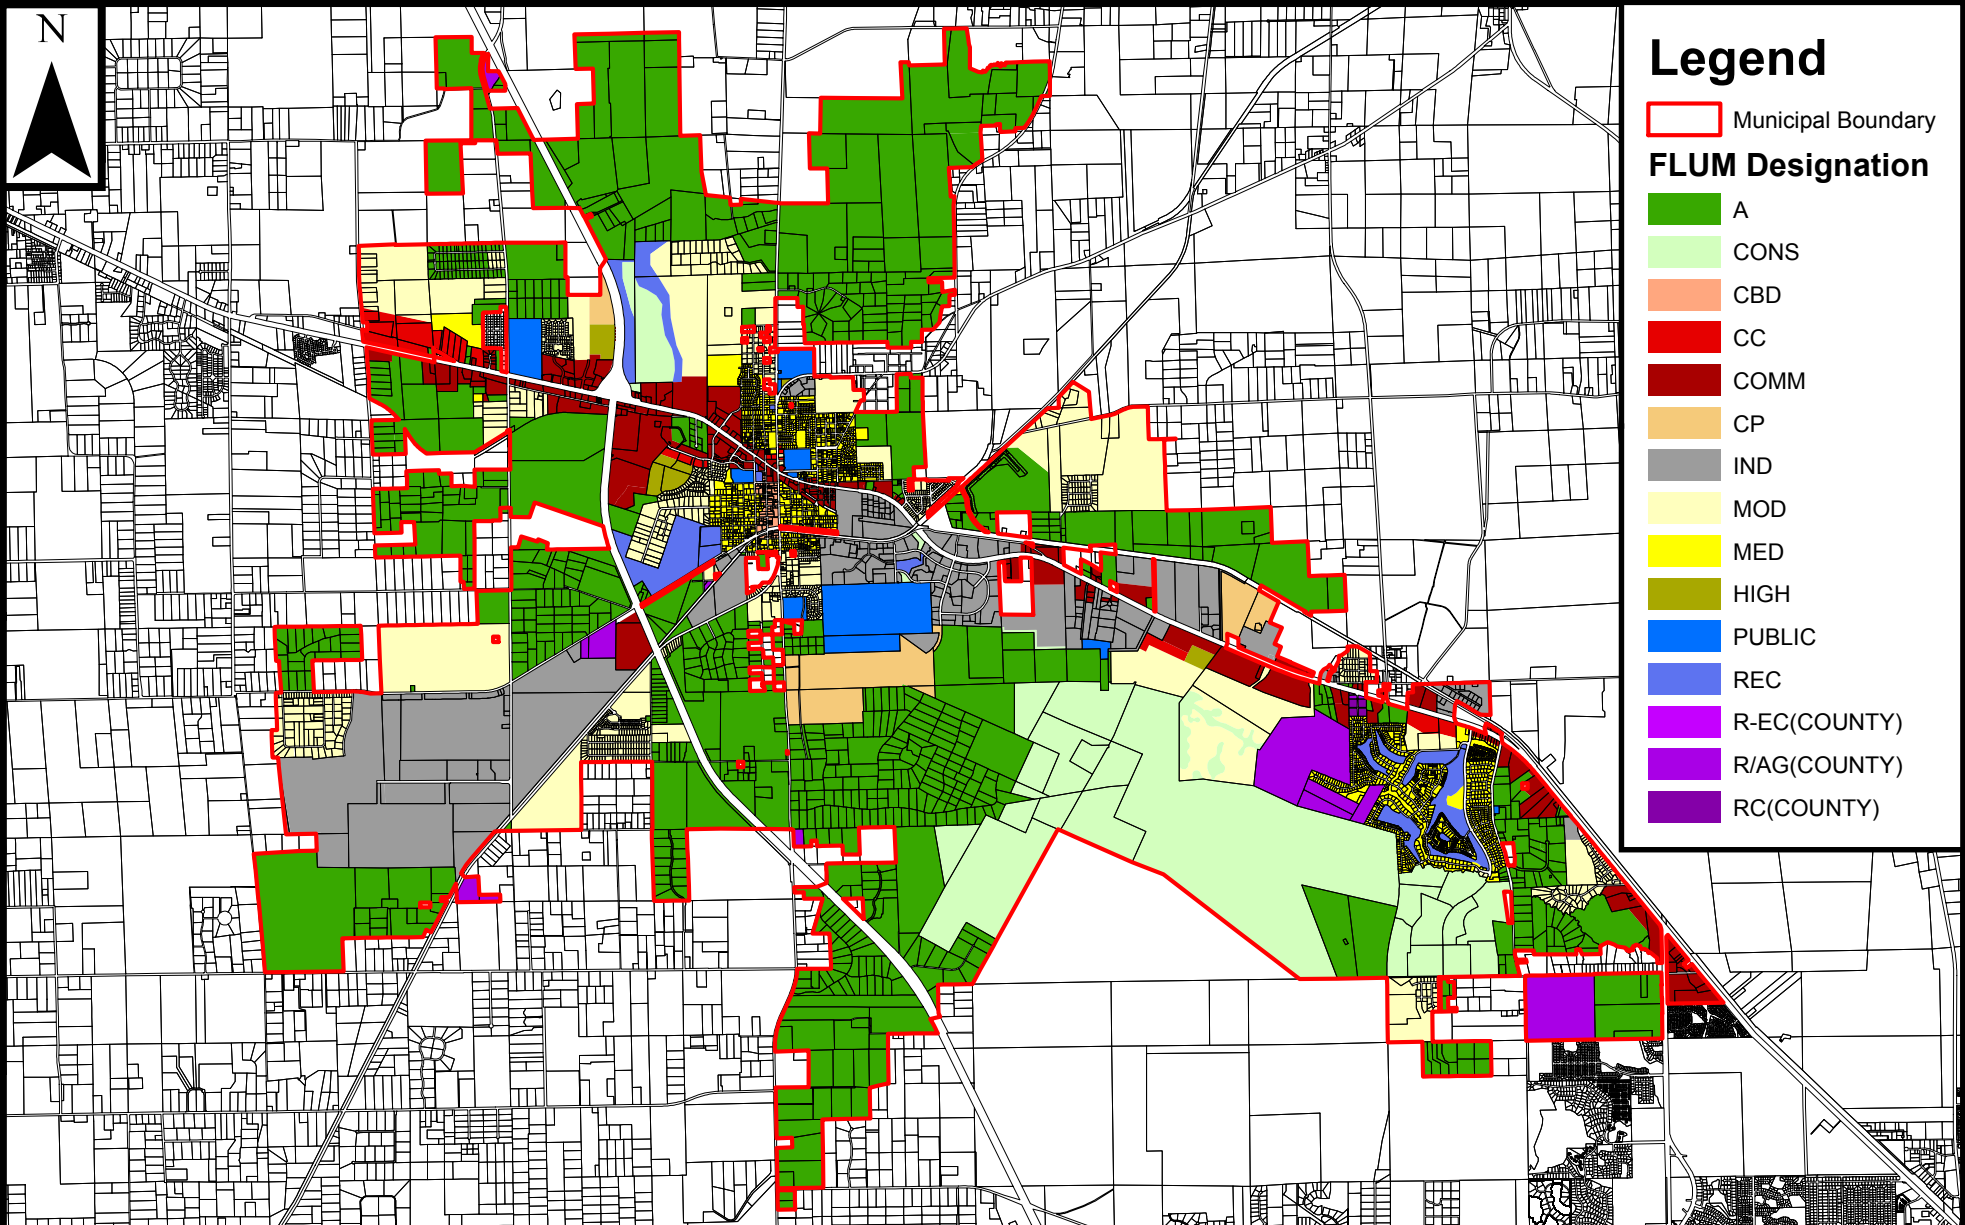 N
Legend
Municipal Boundary
FLUM Designation
A
CONS
CBD
CC
COMM
CP
IND
MOD
MED
HIGH
PUBLIC
REC
R-EC(COUNTY)
R/AG(COUNTY)
RC(COUNTY)